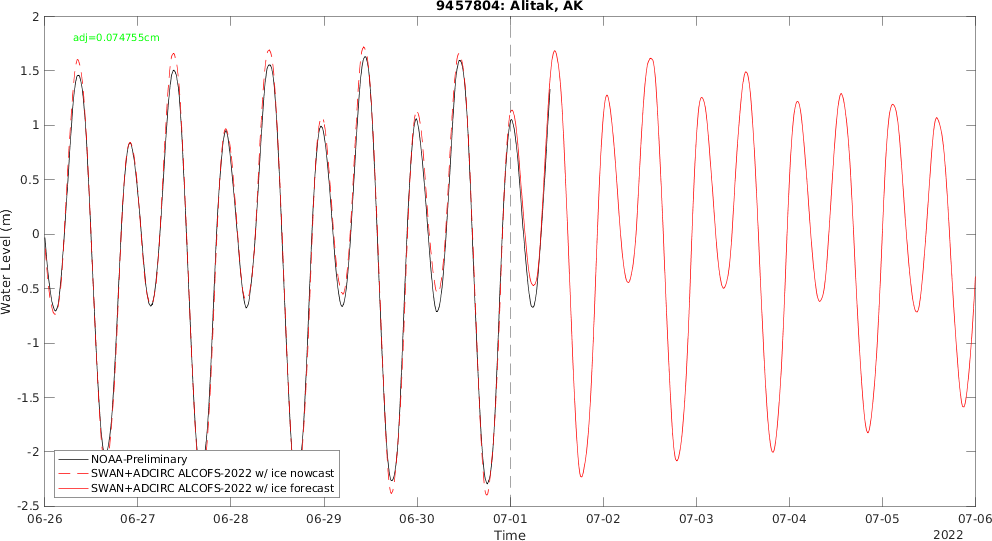 9457804: Alitak, AK
adj=0.074755cm
2
1.5
1
0.5
0
-0.5
-1
-1.5
-2
-2.5
Water Level (m)
NOAA-Preliminary
SWAN+ADCIRC ALCOFS-2022 w/ ice nowcast
SWAN+ADCIRC ALCOFS-2022 w/ ice forecast
06-26 06-27 06-28 06-29 06-30 07-01 07-02 07-03 07-04 07-05 07-06
Time
2022